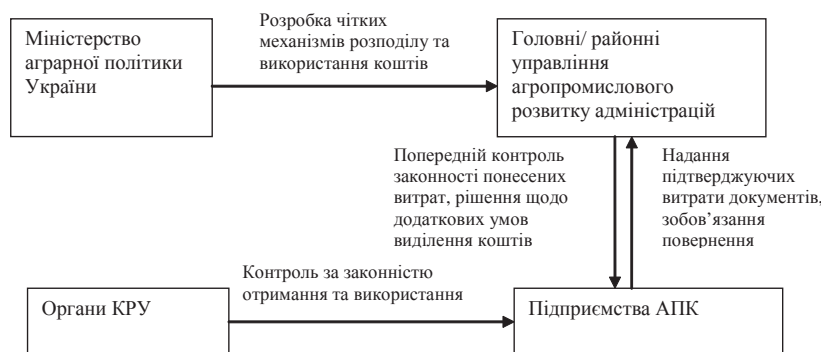 Розробка чітких
механізмів розподілу та
використання коштів
Міністерство
аграрної політики
України
Головні/ районні
управління
агропромислового
розвитку адміністрацій
Попередній контроль
законності понесених
витрат, рішення щодо
додаткових умов
виділення коштів
Надання
підтверджуючих
витрати документів,
зобов’язання
повернення
Контроль за законністю
отримання та використання
Органи КРУ
Підприємства АПК